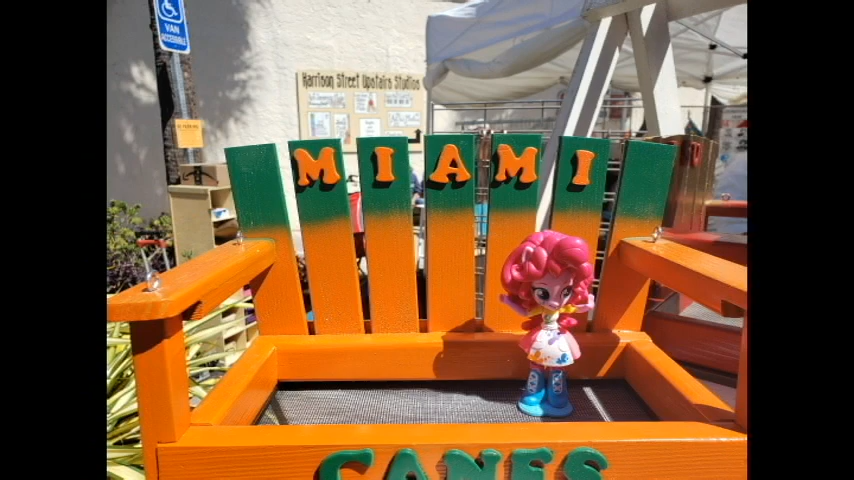 VAN
ACCESSIBLE
Harrison Street Upstairs Studios
MIAMI
CANES